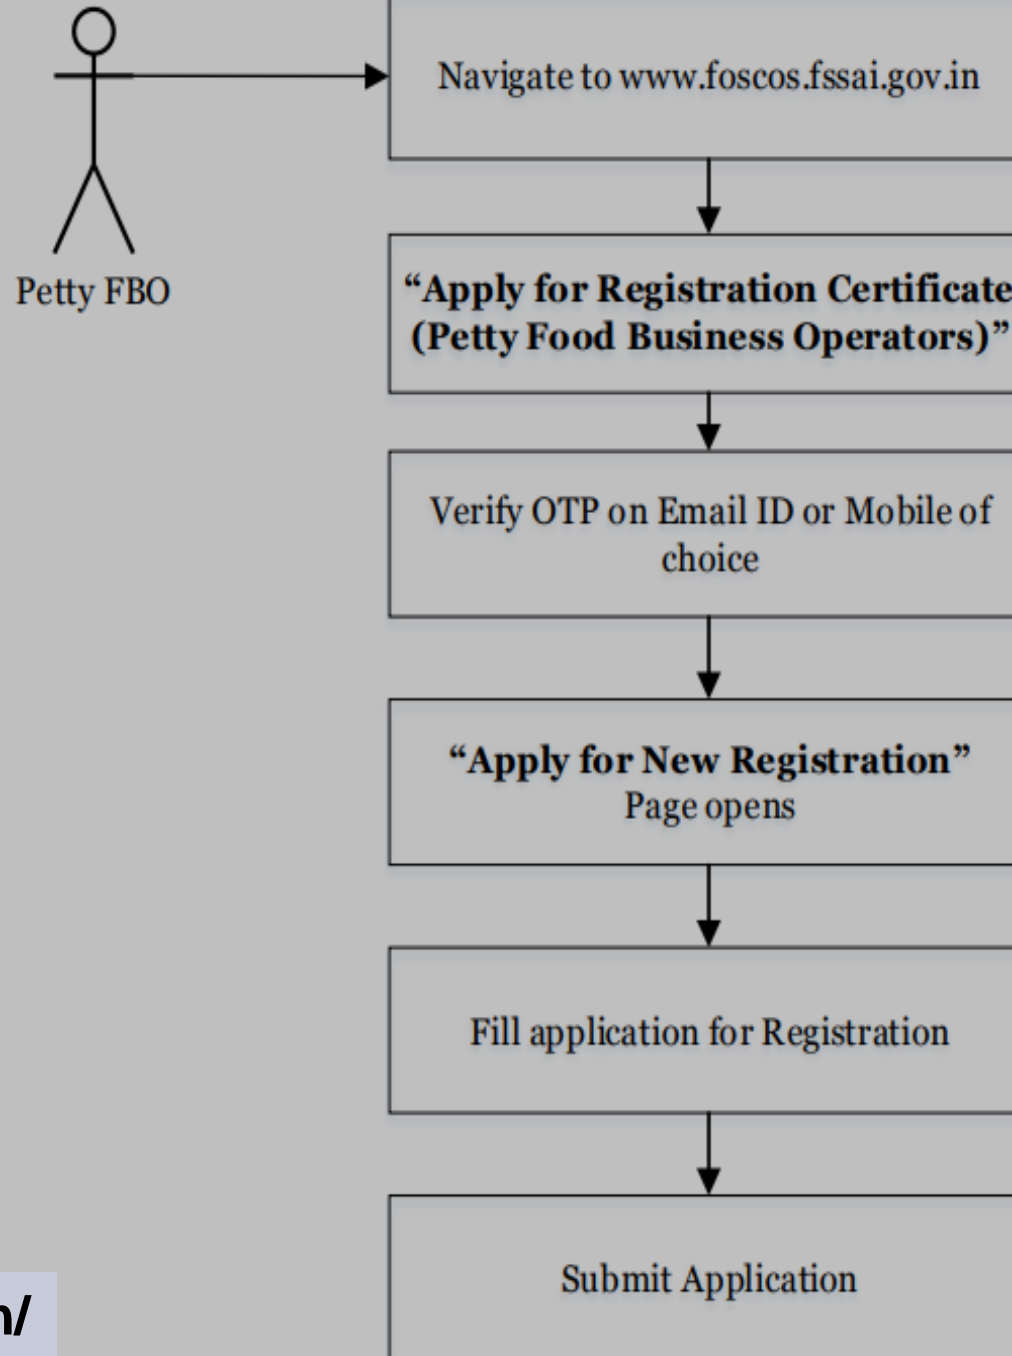 Navigate to www.foscos.fssai.gov.in
Petty FBO
“Apply for Registration Certificate
(Petty Food Business Operators)”
Verify OTP on Email ID or Mobile of
choice
“Apply for New Registration”
Page opens
Fill application for Registration
Submit Application
/